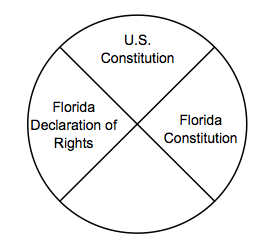 U.S.
Constitution
Florida
Declaration of
Rights
Florida
Constitution